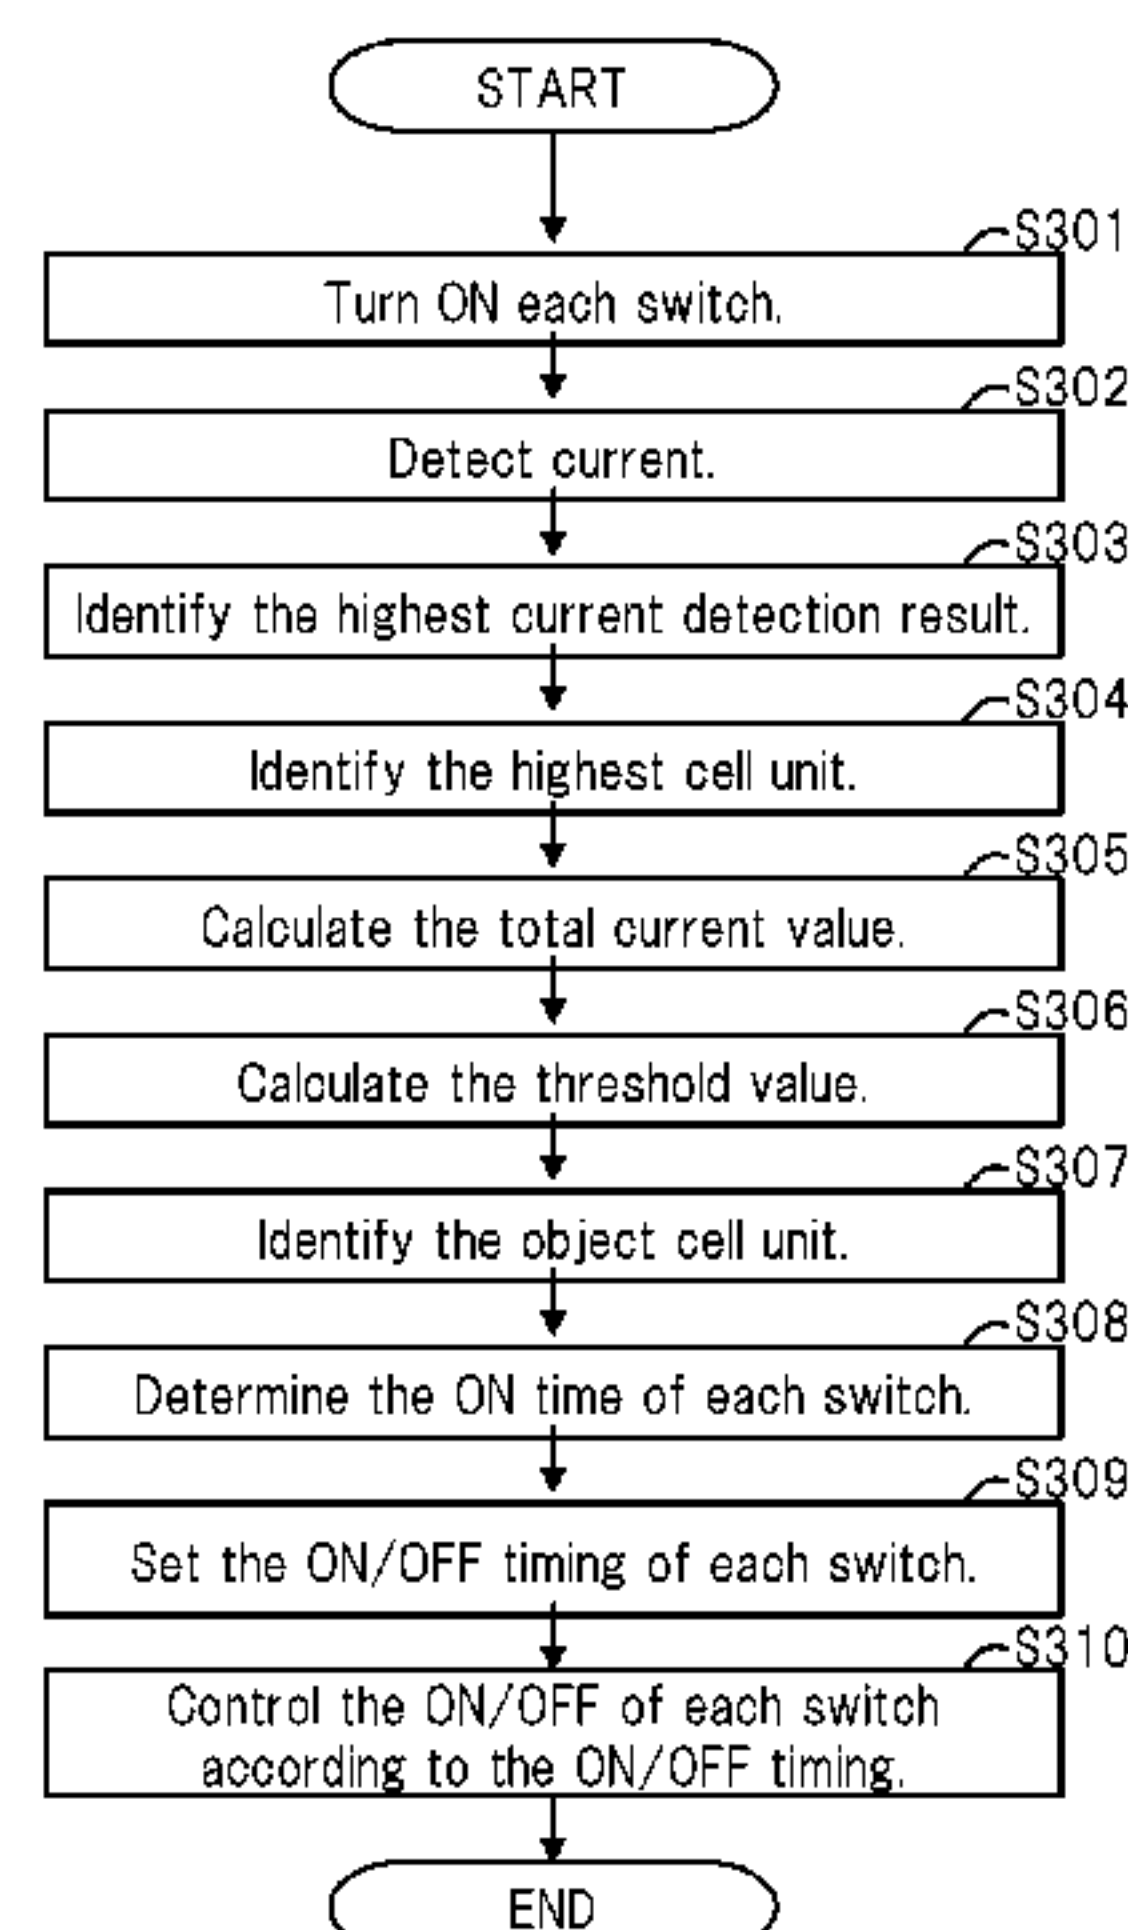 START
S301
Turn ON each switch.
S302
Detect current.
S303
Identify the highest current detection result.
S304
Identify the highest cell unit.
S305
Calculate the total current value.
S306
Calculate the threshold value.
S307
Identify the object cell unit.
S308
Determine the ON time of each switch.
S309
Set the ON/OFF timing of each switch.
S310
Control the ON/OFF of each switch
according to the ON/OFF timing.
END